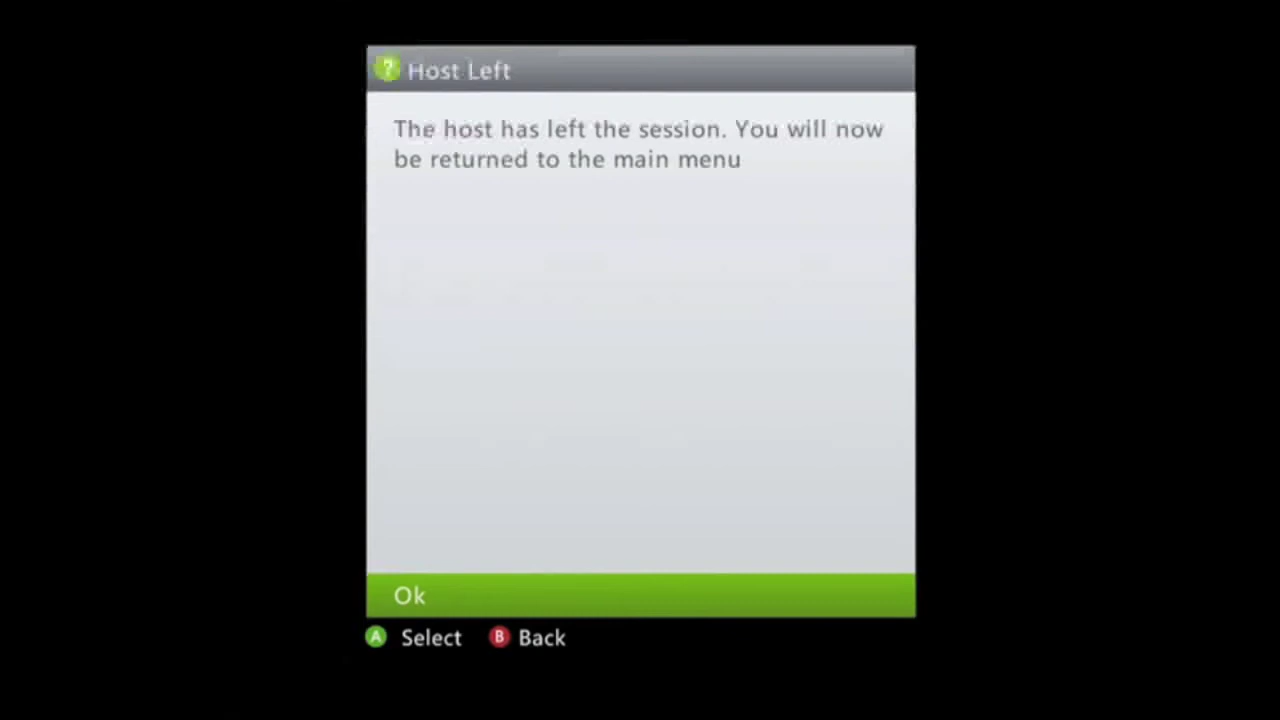 ? Host Left
The host has left the session. You will now
be returned to the main menu
Ok
A Select B Back